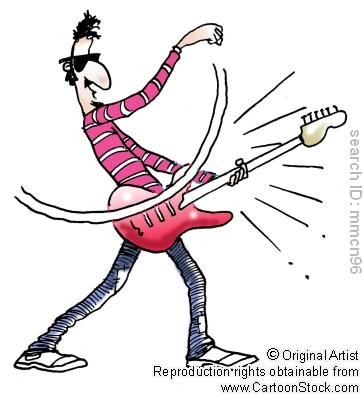 search ID: mmcn96
© Original Artist
Reproduction rights obtainable from
www.CartoonStock.com